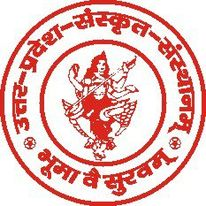 उत्तर-प्रदेश-संस्कृत-संस्थानम्
भूमा वै सुखम्